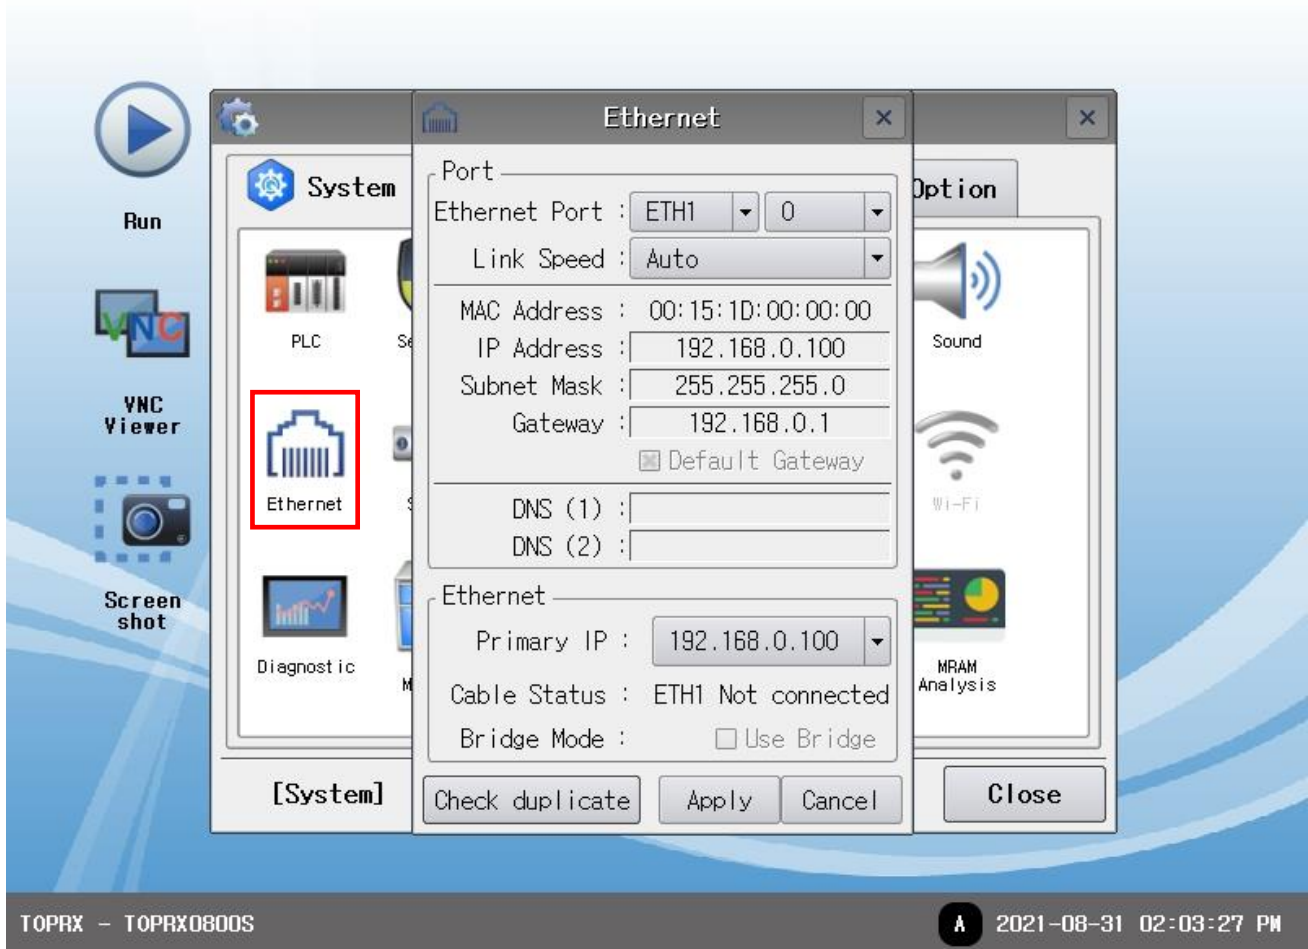 Run
VNC
Viewer
Screen
shot
System
Option
PLC
Ethernet
Diagnostic
Sound
Wi-Fi
MRAM
Analysis
[System]
Close
Ethernet
Port
Ethernet Port : ETH1 0
Link Speed : Auto
MAC Address : 00:15:1D:00:00:00
IP Address : 192.168.0.100
Subnet Mask : 255.255.255.0
Gateway : 192.168.0.1
Default Gateway
DNS (1) :
DNS (2) :
Ethernet
Primary IP : 192.168.0.100
Cable Status : ETH1 Not connected
Bridge Mode : Use Bridge
Check duplicate Apply Cancel
TOPRX - TOPRX0800S A 2021-08-31 02:03:27 PM